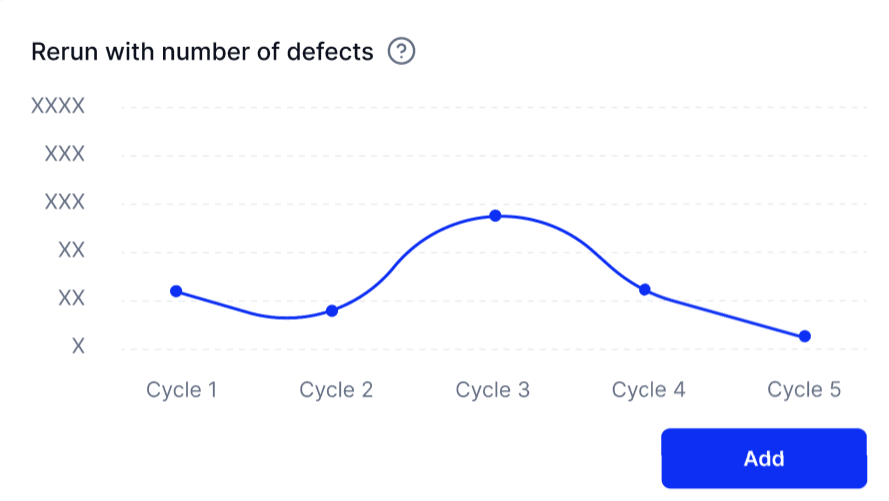 Rerun with number of defects ?
XXXX
XXX
XXX
XX
XX
X
Cycle 1 Cycle 2 Cycle 3 Cycle 4 Cycle 5
Add